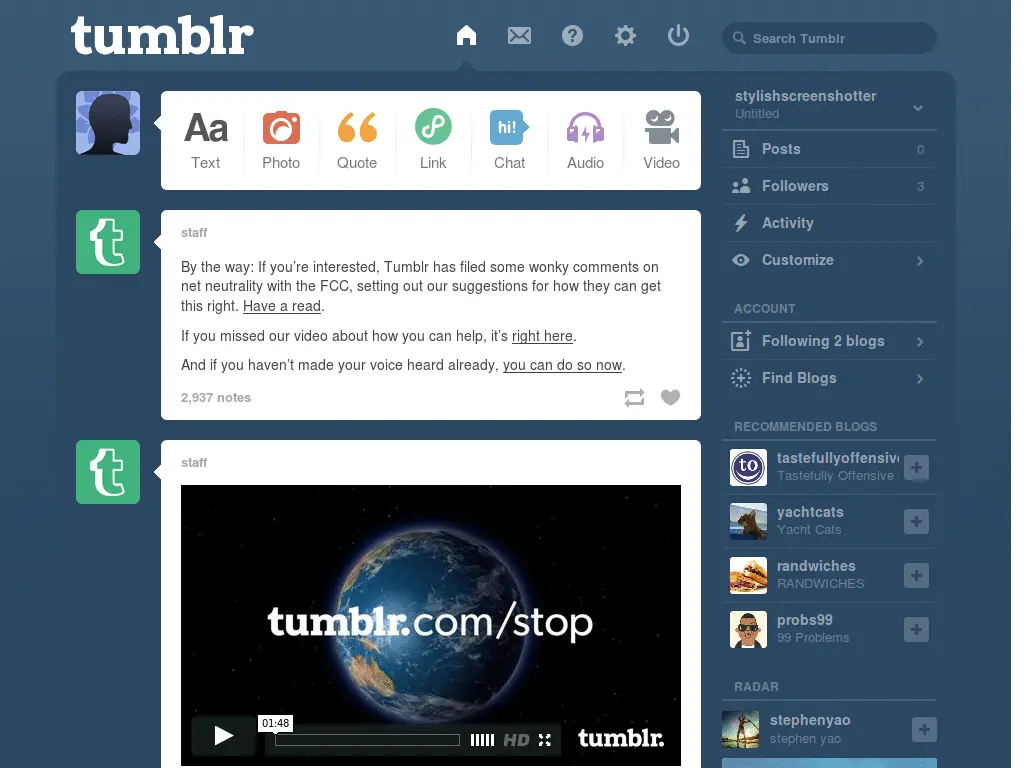 tumblr
Search Tumblr
Aa
Text
Photo
Quote
Link
hi!
Chat
Audio
Video
staff
By the way: If you’re interested, Tumblr has filed some wonky comments on
net neutrality with the FCC, setting out our suggestions for how they can get
this right. Have a read.
If you missed our video about how you can help, it’s right here.
And if you haven’t made your voice heard already, you can do so now.
2,937 notes
staff
tumblr.com/stop
01:48
HD
tumblr.
stylishscreenshotter
Untitled
Posts 0
Followers 3
Activity
Customize
ACCOUNT
Following 2 blogs
Find Blogs
RECOMMENDED BLOGS
to
tastefullyoffensiv
Tastefully Offensive
yachtcats
Yacht Cats
randwiches
RANDWICHES
probs99
99 Problems
RADAR
stephenyao
stephen yao